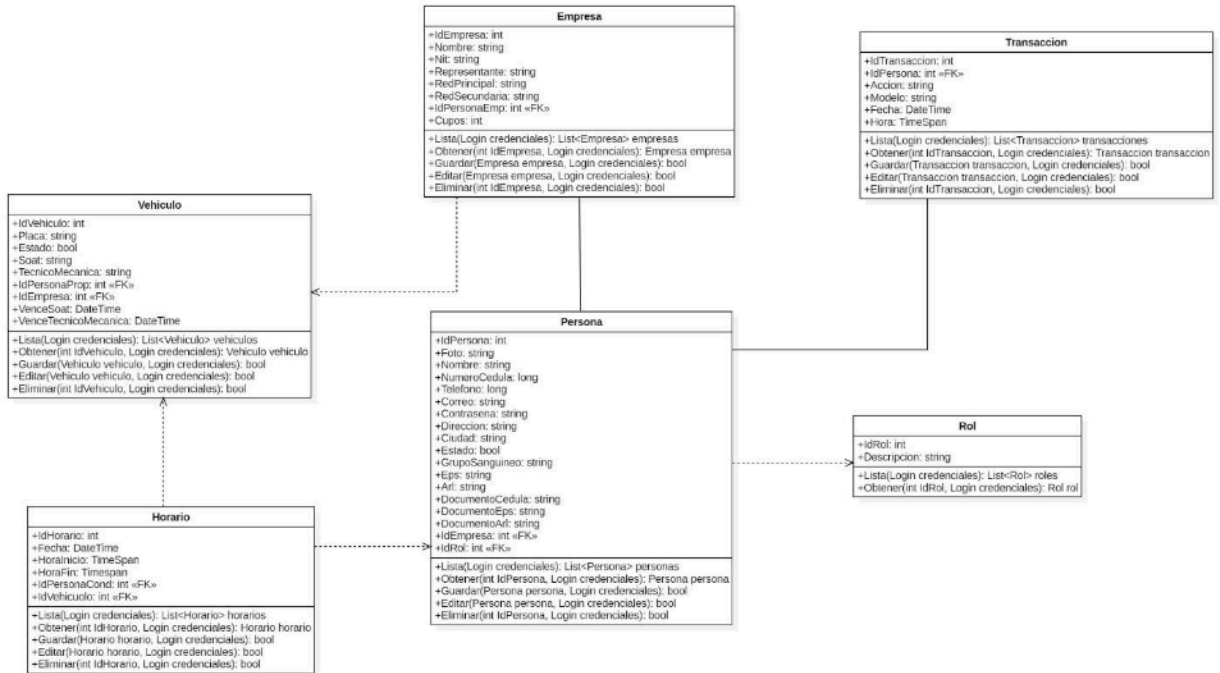 Empresa
+IdEmpresa: int
+Nombre: string
+Nit: string
+Representante: string
+RedPrincipal: string
+RedSecundaria: string
+IdPersonaEmp: int «FK»
+Cupos: int
+Lista(Login credenciales): List<Empresa> empresas
+Obtener(int IdEmpresa, Login credenciales): Empresa empresa
+Guardar(Empresa empresa, Login credenciales): bool
+Editar(Empresa empresa, Login credenciales): bool
+Eliminar(int IdEmpresa, Login credenciales): bool
Transaccion
+IdTransaccion: int
+IdPersona: int «FK»
+Accion: string
+Modelo: string
+Fecha: DateTime
+Hora: TimeSpan
+Lista(Login credenciales): List<Transaccion> transacciones
+Obtener(int IdTransaccion, Login credenciales): Transaccion transaccion
+Guardar(Transaccion transaccion, Login credenciales): bool
+Editar(Transaccion transaccion, Login credenciales): bool
+Eliminar(int IdTransaccion, Login credenciales): bool
Vehiculo
+IdVehiculo: int
+Placa: string
+Estado: bool
+Soat: string
+TecnicoMecanica: string
+IdPersonaProp: int «FK»
+IdEmpresa: int «FK»
+VenceSoat: DateTime
+VenceTecnicoMecanica: DateTime
+Lista(Login credenciales): List<Vehiculo> vehiculos
+Obtener(int IdVehiculo, Login credenciales): Vehiculo vehiculo
+Guardar(Vehiculo vehiculo, Login credenciales): bool
+Editar(Vehiculo vehiculo, Login credenciales): bool
+Eliminar(int IdVehiculo, Login credenciales): bool
Persona
+IdPersona: int
+Foto: string
+Nombre: string
+NumeroCedula: long
+Telefono: long
+Correo: string
+Contrasena: string
+Direccion: string
+Ciudad: string
+Estado: bool
+GrupoSanguineo: string
+Eps: string
+Arl: string
+DocumentoCedula: string
+DocumentoEps: string
+DocumentoArl: string
+IdEmpresa: int «FK»
+IdRol: int «FK»
+Lista(Login credenciales): List<Persona> personas
+Obtener(int IdPersona, Login credenciales): Persona persona
+Guardar(Persona persona, Login credenciales): bool
+Editar(Persona persona, Login credenciales): bool
+Eliminar(int IdPersona, Login credenciales): bool
Rol
+IdRol: int
+Descripcion: string
+Lista(Login credenciales): List<Rol> roles
+Obtener(int IdRol, Login credenciales): Rol rol
Horario
+IdHorario: int
+Fecha: DateTime
+HoraInicio: TimeSpan
+HoraFin: Timespan
+IdPersonaCond: int «FK»
+IdVehicuolo: int «FK»
+Lista(Login credenciales): List<Horario> horarios
+Obtener(int IdHorario, Login credenciales): Horario horario
+Guardar(Horario horario, Login credenciales): bool
+Editar(Horario horario, Login credenciales): bool
+Eliminar(int IdHorario, Login credenciales): bool